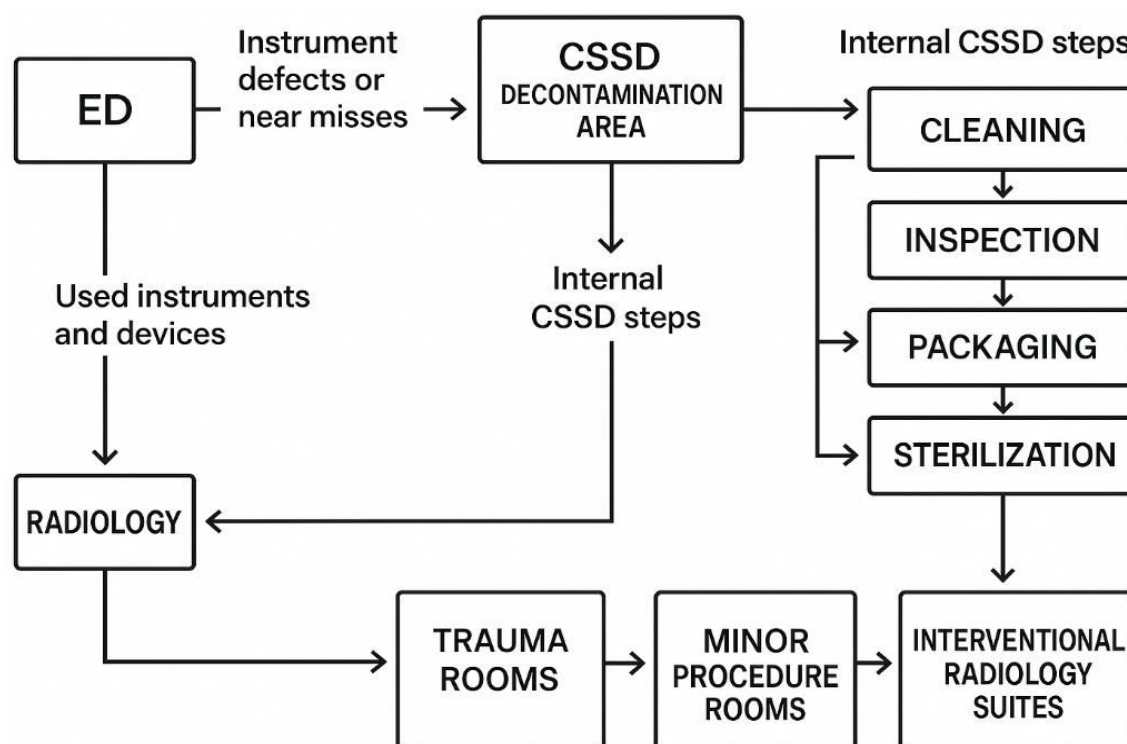 ED
Instrument
defects or
near misses
CSSD
DECONTAMINATION
AREA
Internal CSSD steps
CLEANING
INSPECTION
PACKAGING
STERILIZATION
Used instruments
and devices
Internal
CSSD steps
RADIOLOGY
TRAUMA
ROOMS
MINOR
PROCEDURE
ROOMS
INTERVENTIONAL
RADIOLOGY
SUITES